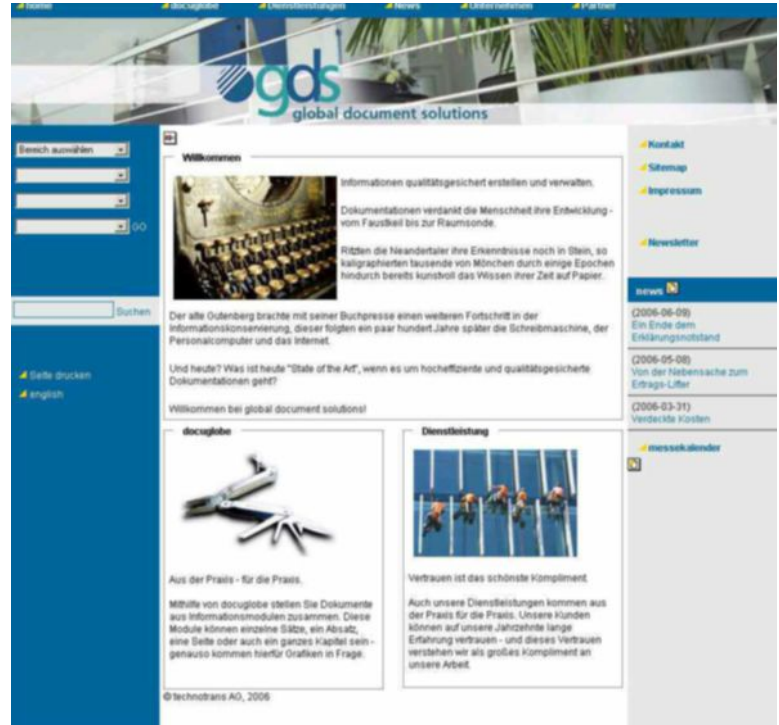 home
docuglobe
Dienstleistungen
News
Unternehmen
Partner
gds
global document solutions
Bereich auswählen
GO
Suchen
Seite drucken
english
Willkommen
Informationen qualitätsgesichert erstellen und verwalten.
Dokumentationen verdankt die Menschheit ihre Entwicklung -
vom Faustkeil bis zur Raumsonde.
Ritzten die Neandertaler ihre Erkenntnisse noch in Stein, so
kaligraphierten tausende von Mönchen durch einige Epochen
hindurch bereits kunstvoll das Wissen ihrer Zeit auf Papier.
Der alte Gutenberg brachte mit seiner Buchpresse einen weiteren Fortschritt in der
Informationskonservierung, dieser folgten ein paar hundert Jahre später die Schreibmaschine, der
Personalcomputer und das Internet.
Und heute? Was ist heute "State of the Art", wenn es um hocheffiziente und qualitätsgesicherte
Dokumentationen geht?
Willkommen bei global document solutions!
docuglobe
Aus der Praxis - für die Praxis.
Mithilfe von docuglobe stellen Sie Dokumente
aus Informationsmodulen zusammen. Diese
Module können einzelne Sätze, ein Absatz,
eine Seite oder auch ein ganzes Kapitel sein -
genauso kommen hierfür Grafiken in Frage.
Dienstleistung
Vertrauen ist das schönste Kompliment.
Auch unsere Dienstleistungen kommen aus
der Praxis für die Praxis. Unsere Kunden
können auf unsere Jahrzehnte lange
Erfahrung vertrauen - und dieses Vertrauen
verstehen wir als großes Kompliment an
unsere Arbeit.
© technotrans AG, 2006
Kontakt
Sitemap
Impressum
Newsletter
news
(2006-06-09)
Ein Ende dem
Erklärungsnotstand
(2006-05-08)
Von der Nebensache zum
Ertrags-Lifter
(2006-03-31)
Verdeckte Kosten
messekalender